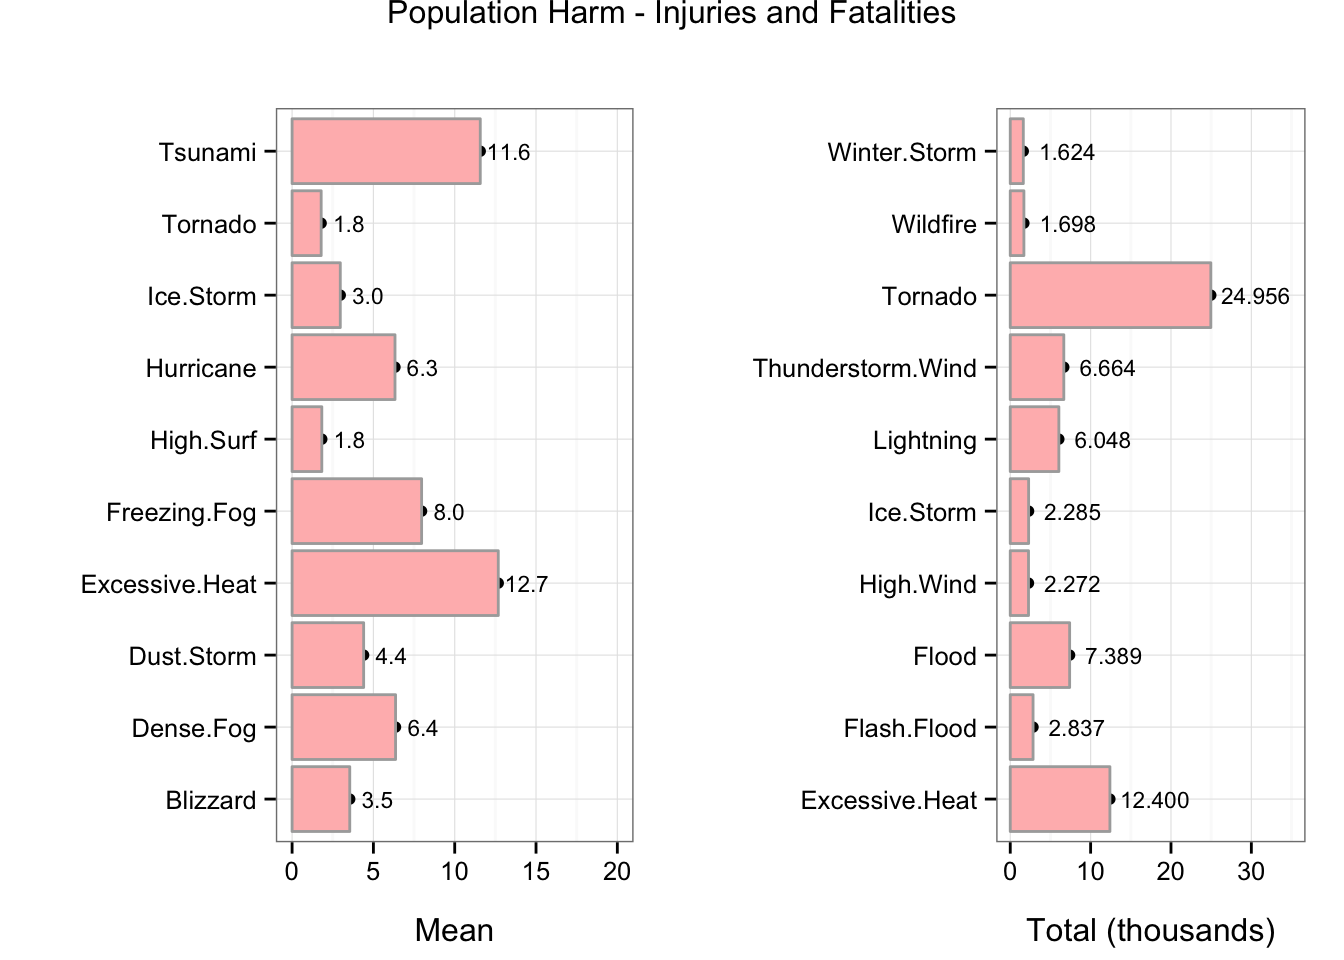 Population Harm - Injuries and Fatalities
Tsunami 11.6
Tornado 1.8
Ice.Storm 3.0
Hurricane 6.3
High.Surf 1.8
Freezing.Fog 8.0
Excessive.Heat 12.7
Dust.Storm 4.4
Dense.Fog 6.4
Blizzard 3.5
0 5 10 15 20
Mean
Winter.Storm 1.624
Wildfire 1.698
Tornado 24.956
Thunderstorm.Wind 6.664
Lightning 6.048
Ice.Storm 2.285
High.Wind 2.272
Flood 7.389
Flash.Flood 2.837
Excessive.Heat 12.400
0 10 20 30
Total (thousands)